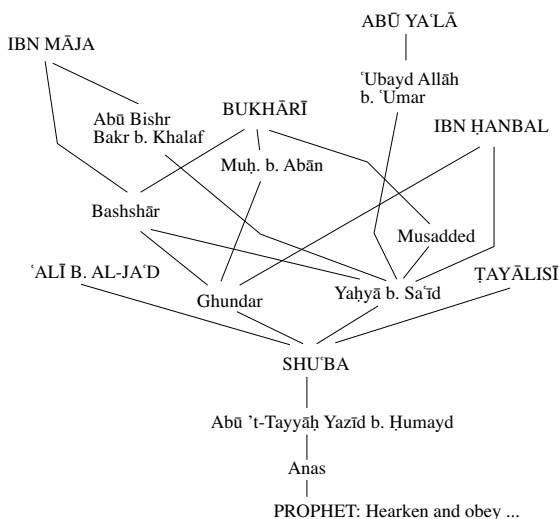 ABŪ YAʿLĀ
IBN MĀJA
ʿUbayd Allāh
b. ʿUmar
Abū Bishr
Bakr b. Khalaf
BUKHĀRĪ
IBN ḤANBAL
Muḥ. b. Abān
Bashshār
Musadded
ʿALĪ B. AL-JAʿD
Ghundar
Yaḥyā b. Saʿīd
ṬAYĀLISĪ
SHUʿBA
Abū ’t-Tayyāḥ Yazīd b. Ḥumayd
Anas
PROPHET: Hearken and obey ...